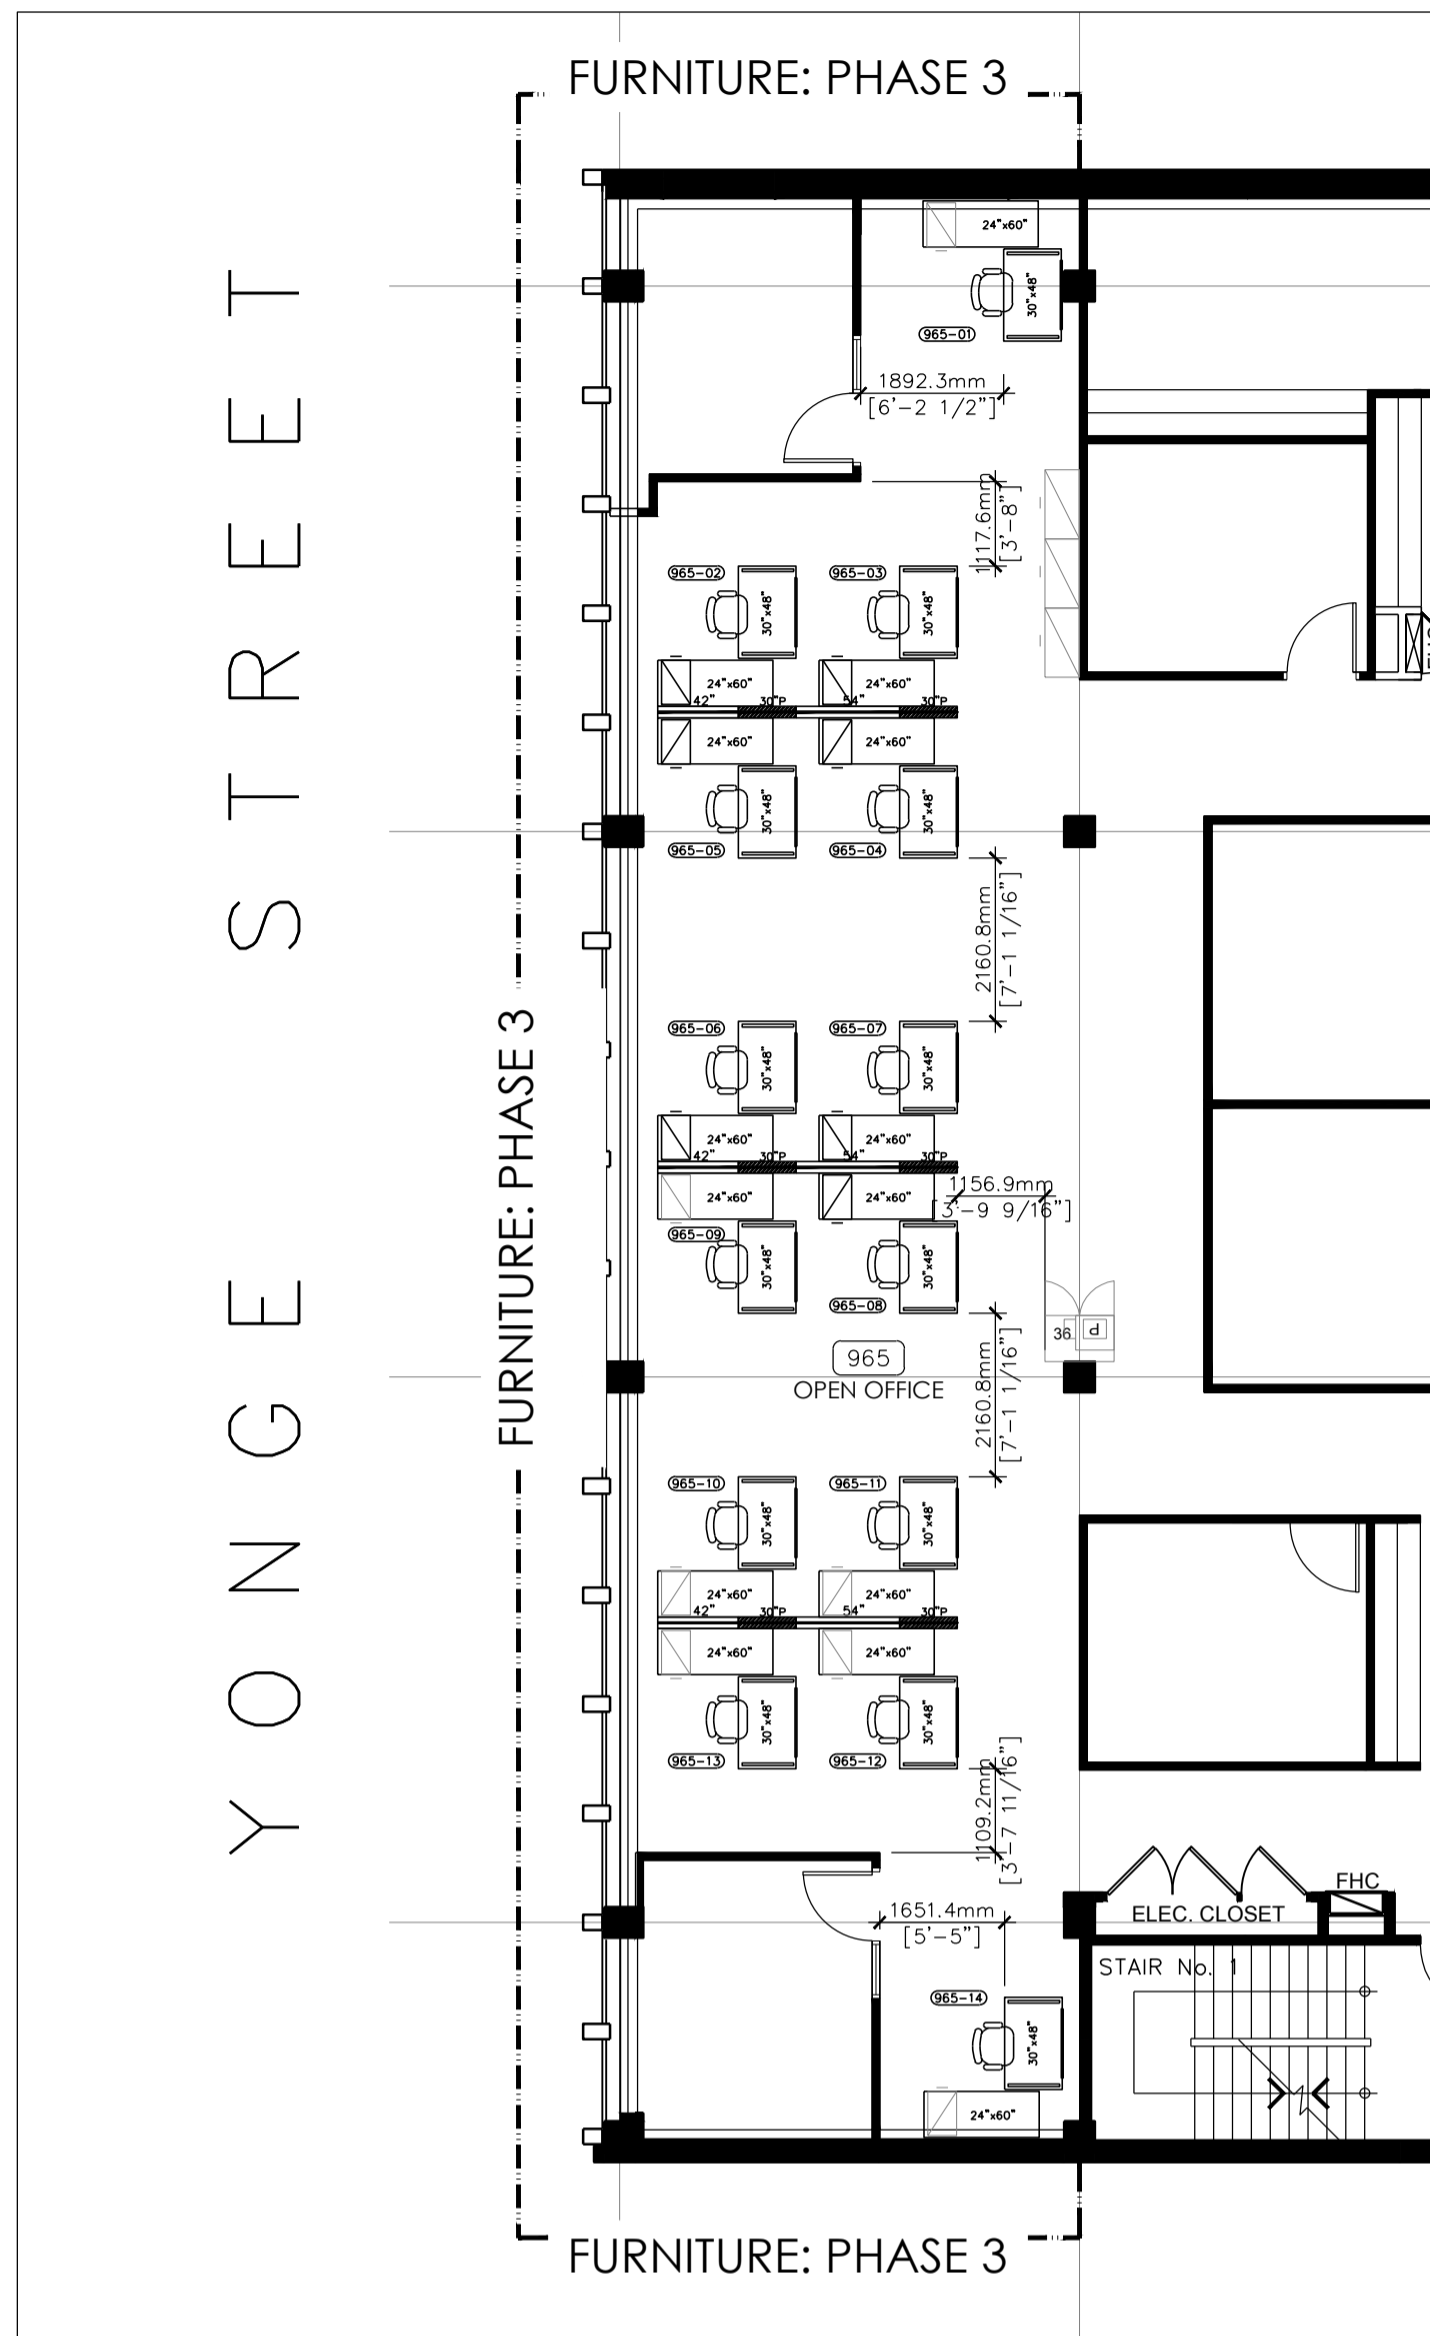 FURNITURE: PHASE 3
24"x60"
30"x48"
965-01
1892.3mm
[6'-2 1/2"]
1117.6mm
[3'-8"]
965-02
965-03
30"x48"
30"x48"
24"x60"
24"x60"
42"
30"P
54"
30"P
24"x60"
24"x60"
30"x48"
30"x48"
965-05
965-04
2160.8mm
[7'-1 1/16"]
YONGE STREET
FURNITURE: PHASE 3
965-06
965-07
30"x48"
30"x48"
24"x60"
24"x60"
42"
30"P
54"
30"P
24"x60"
24"x60"
1156.9mm
[3'-9 9/16"]
965-09
30"x48"
30"x48"
965-08
36
P
965
OPEN OFFICE
2160.8mm
[7'-1 1/16"]
965-10
965-11
30"x48"
30"x48"
24"x60"
24"x60"
42"
30"P
54"
30"P
24"x60"
24"x60"
30"x48"
30"x48"
965-13
965-12
1109.2mm
[3'-7 11/16"]
1651.4mm
[5'-5"]
FHC
ELEC. CLOSET
STAIR No. 1
965-14
30"x48"
24"x60"
FURNITURE: PHASE 3